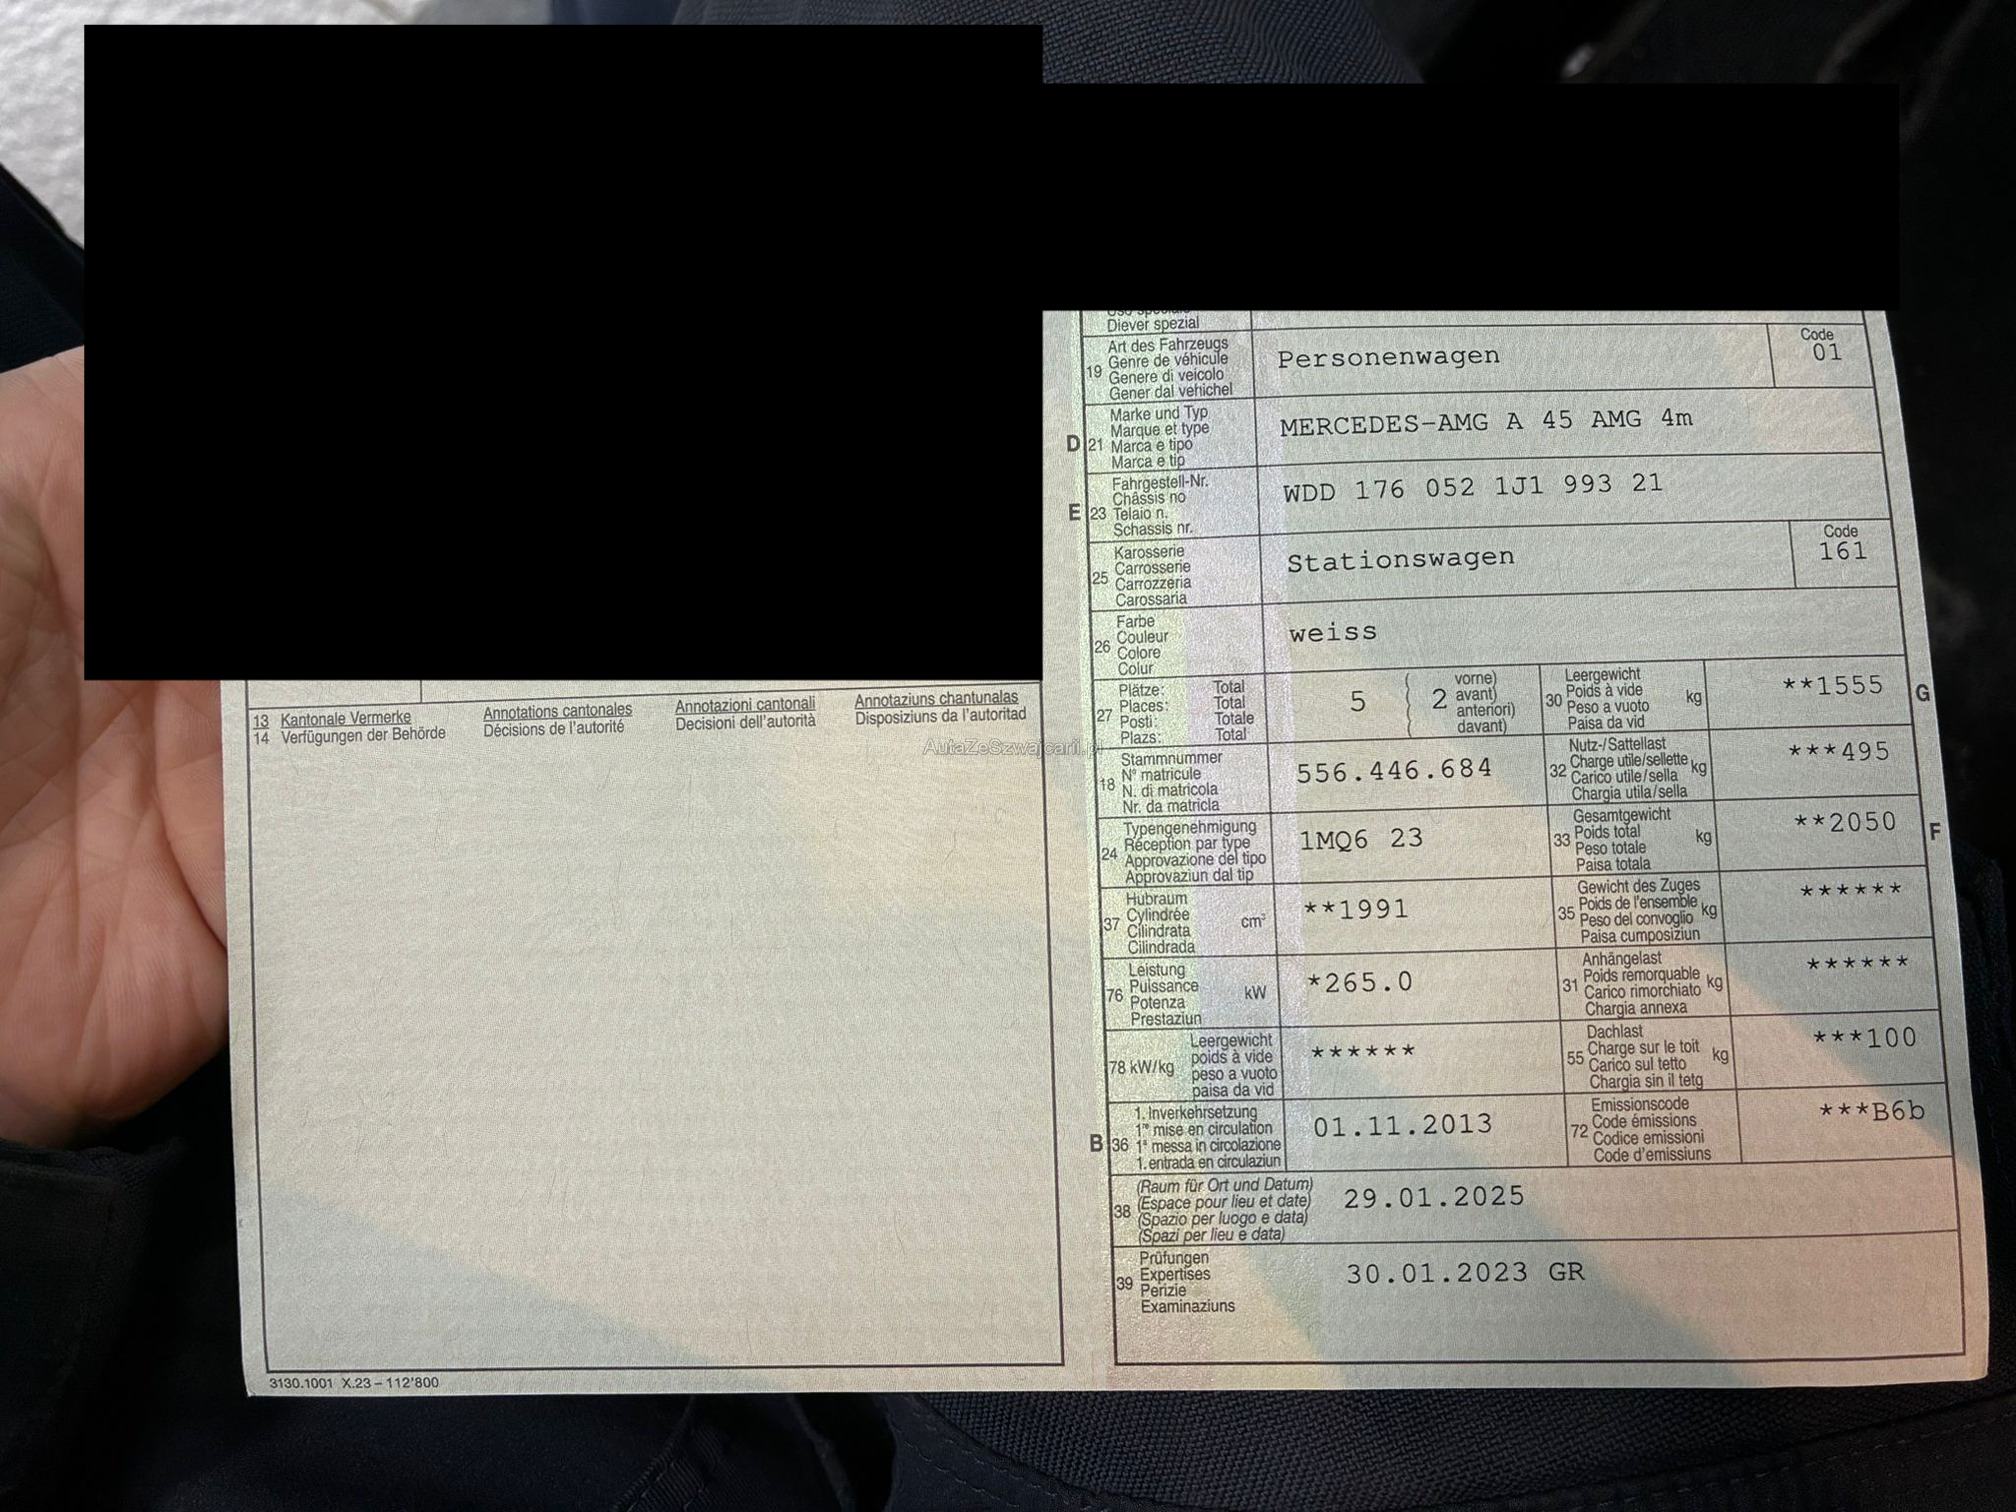 Diever spezial
19 Art des Fahrzeugs
Genre de véhicule
Genere di veicolo
Gener dal vehichel
Personenwagen
Code
01
D 21 Marke und Typ
Marque et type
Marca e tipo
Marca e tip
MERCEDES-AMG A 45 AMG 4m
E 23 Fahrgestell-Nr.
Châssis no
Telaio n.
Schassis nr.
WDD 176 052 1J1 993 21
25 Karosserie
Carrosserie
Carrozzeria
Carossaria
Stationswagen
Code
161
26 Farbe
Couleur
Colore
Colur
weiss
27 Plätze: Total
Places: Total
Posti: Totale
Plazs: Total
5 ( 2 vorne)
avant)
anteriori)
davant)
30 Leergewicht
Poids à vide
Peso a vuoto
Paisa da vid
kg
**1555
G
18 Stammnummer
N° matricule
N. di matricola
Nr. da matricla
556.446.684
32 Nutz-/Sattellast
Charge utile/sellette
Carico utile/sella
Chargia utila/sella
kg
***495
24 Typengenehmigung
Réception par type
Approvazione del tipo
Approvaziun dal tip
1MQ6 23
33 Gesamtgewicht
Poids total
Peso totale
Paisa totala
kg
**2050
F
37 Hubraum
Cylindrée
Cilindrata
Cilindrada
cm³
**1991
35 Gewicht des Zuges
Poids de l'ensemble
Peso del convoglio
Paisa cumposiziun
kg
******
76 Leistung
Puissance
Potenza
Prestaziun
kW
*265.0
31 Anhängelast
Poids remorquable
Carico rimorchiato
Chargia annexa
kg
******
78 kW/kg Leergewicht
poids à vide
peso a vuoto
paisa da vid
******
55 Dachlast
Charge sur le toit
Carico sul tetto
Chargia sin il tetg
kg
***100
B 36 1. Inverkehrsetzung
1re mise en circulation
1a messa in circolazione
1. entrada en circulaziun
01.11.2013
72 Emissionscode
Code émissions
Codice emissioni
Code d'emissiuns
***B6b
38 (Raum für Ort und Datum)
(Espace pour lieu et date)
(Spazio per luogo e data)
(Spazi per lieu e data)
29.01.2025
39 Prüfungen
Expertises
Perizie
Examinaziuns
30.01.2023 GR
13 Kantonale Vermerke Annotations cantonales Annotazioni cantonali Annotaziuns chantunalas
14 Verfügungen der Behörde Décisions de l'autorité Decisioni dell'autorità Disposiziuns da l'autoritad
AutaZeSzwajcarii.pl
3130.1001 X.23 – 112'800